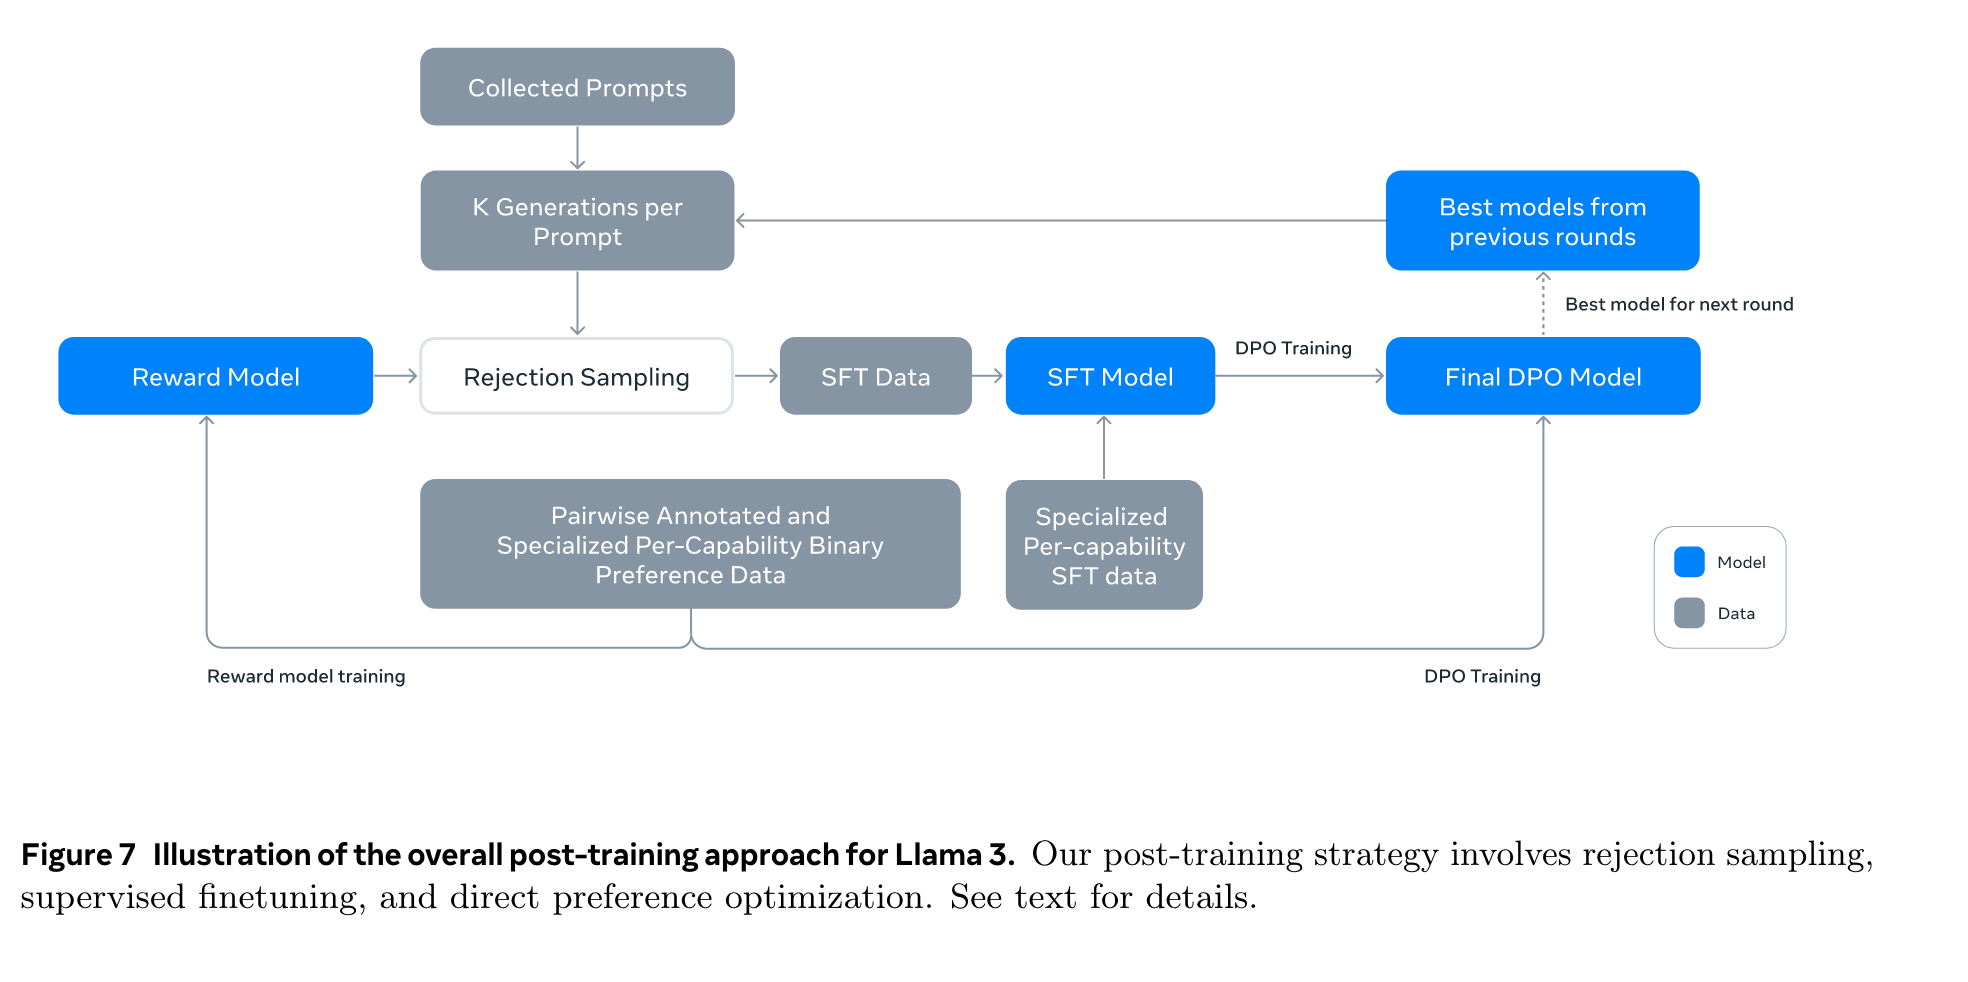 Collected Prompts
K Generations per
Prompt
Best models from
previous rounds
Best model for next round
Reward Model
Rejection Sampling
SFT Data
SFT Model
DPO Training
Final DPO Model
Pairwise Annotated and
Specialized Per-Capability Binary
Preference Data
Specialized
Per-capability
SFT data
Model
Data
Reward model training
DPO Training
Figure 7 Illustration of the overall post-training approach for Llama 3. Our post-training strategy involves rejection sampling,
supervised finetuning, and direct preference optimization. See text for details.